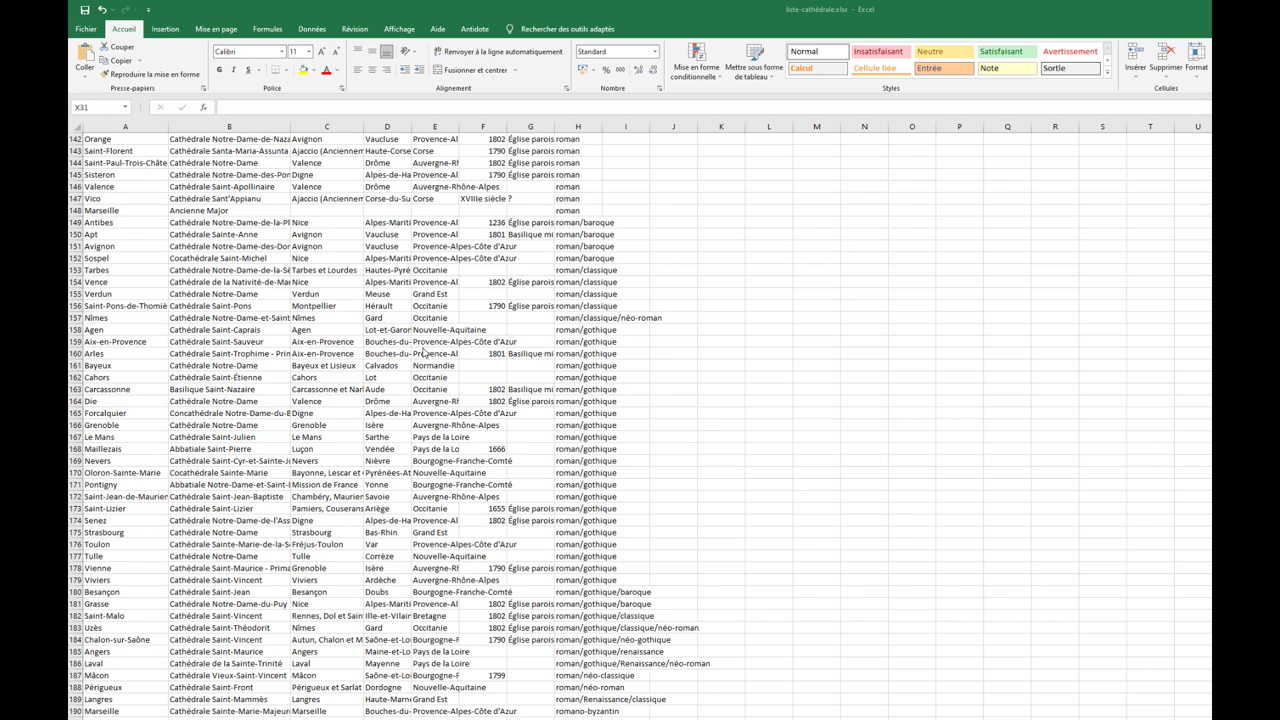 liste-cathédrale.xlsx - Excel
Fichier Accueil Insertion Mise en page Formules Données Révision Affichage Aide Antidote Rechercher des outils adaptés
Coller
Couper
Copier
Reproduire la mise en forme
Presse-papiers
Calibri 11
G I S
Police
Renvoyer à la ligne automatiquement
Fusionner et centrer
Alignement
Standard
% 000
Nombre
Mise en forme conditionnelle
Mettre sous forme de tableau
Normal Insatisfaisant Neutre Satisfaisant Avertissement
Calcul Cellule liée Entrée Note Sortie
Styles
Insérer Supprimer Format
Cellules
X31 fx
A B C D E F G H I J K L M N O P Q R S T U
142 Orange Cathédrale Notre-Dame-de-Naza Avignon Vaucluse Provence-Al 1802 Église parois roman
143 Saint-Florent Cathédrale Santa-Maria-Assunta Ajaccio (Anciennem Haute-Corse Corse 1790 Église parois roman
144 Saint-Paul-Trois-Châte Cathédrale Notre-Dame Valence Drôme Auvergne-Rh 1802 Église parois roman
145 Sisteron Cathédrale Notre-Dame-des-Pon Digne Alpes-de-Ha Provence-Al 1790 Église parois roman
146 Valence Cathédrale Saint-Apollinaire Valence Drôme Auvergne-Rhône-Alpes roman
147 Vico Cathédrale Sant'Appianu Ajaccio (Anciennem Corse-du-Su Corse XVIIIe siècle ? roman
148 Marseille Ancienne Major roman
149 Antibes Cathédrale Notre-Dame-de-la-Pl Nice Alpes-Mariti Provence-Al 1236 Église parois roman/baroque
150 Apt Cathédrale Sainte-Anne Avignon Vaucluse Provence-Al 1801 Basilique mi roman/baroque
151 Avignon Cathédrale Notre-Dame-des-Don Avignon Vaucluse Provence-Alpes-Côte d'Azur roman/baroque
152 Sospel Cocathédrale Saint-Michel Nice Alpes-Mariti Provence-Alpes-Côte d'Azur roman/baroque
153 Tarbes Cathédrale Notre-Dame-de-la-Sè Tarbes et Lourdes Hautes-Pyré Occitanie roman/classique
154 Vence Cathédrale de la Nativité-de-Mar Nice Alpes-Mariti Provence-Al 1802 Église parois roman/classique
155 Verdun Cathédrale Notre-Dame Verdun Meuse Grand Est roman/classique
156 Saint-Pons-de-Thomiè Cathédrale Saint-Pons Montpellier Hérault Occitanie 1790 Église parois roman/classique
157 Nîmes Cathédrale Notre-Dame-et-Saint Nîmes Gard Occitanie roman/classique/néo-roman
158 Agen Cathédrale Saint-Caprais Agen Lot-et-Garon Nouvelle-Aquitaine roman/gothique
159 Aix-en-Provence Cathédrale Saint-Sauveur Aix-en-Provence Bouches-du- Provence-Alpes-Côte d'Azur roman/gothique
160 Arles Cathédrale Saint-Trophime - Prin Aix-en-Provence Bouches-du- Provence-Al 1801 Basilique mi roman/gothique
161 Bayeux Cathédrale Notre-Dame Bayeux et Lisieux Calvados Normandie roman/gothique
162 Cahors Cathédrale Saint-Étienne Cahors Lot Occitanie roman/gothique
163 Carcassonne Basilique Saint-Nazaire Carcassonne et Nar Aude Occitanie 1802 Basilique mi roman/gothique
164 Die Cathédrale Notre-Dame Valence Drôme Auvergne-Rh 1802 Église parois roman/gothique
165 Forcalquier Concathédrale Notre-Dame-du-B Digne Alpes-de-Ha Provence-Alpes-Côte d'Azur roman/gothique
166 Grenoble Cathédrale Notre-Dame Grenoble Isère Auvergne-Rhône-Alpes roman/gothique
167 Le Mans Cathédrale Saint-Julien Le Mans Sarthe Pays de la Loire roman/gothique
168 Maillezais Abbatiale Saint-Pierre Luçon Vendée Pays de la Lo 1666 roman/gothique
169 Nevers Cathédrale Saint-Cyr-et-Sainte-Ju Nevers Nièvre Bourgogne-Franche-Comté roman/gothique
170 Oloron-Sainte-Marie Cocathédrale Sainte-Marie Bayonne, Lescar et Pyrénées-At Nouvelle-Aquitaine roman/gothique
171 Pontigny Abbatiale Notre-Dame-et-Saint-E Mission de France Yonne Bourgogne-Franche-Comté roman/gothique
172 Saint-Jean-de-Maurien Cathédrale Saint-Jean-Baptiste Chambéry, Maurien Savoie Auvergne-Rhône-Alpes roman/gothique
173 Saint-Lizier Cathédrale Saint-Lizier Pamiers, Couserans Ariège Occitanie 1655 Église parois roman/gothique
174 Senez Cathédrale Notre-Dame-de-l'Ass Digne Alpes-de-Ha Provence-Al 1802 Église parois roman/gothique
175 Strasbourg Cathédrale Notre-Dame Strasbourg Bas-Rhin Grand Est roman/gothique
176 Toulon Cathédrale Sainte-Marie-de-la-Se Fréjus-Toulon Var Provence-Alpes-Côte d'Azur roman/gothique
177 Tulle Cathédrale Notre-Dame Tulle Corrèze Nouvelle-Aquitaine roman/gothique
178 Vienne Cathédrale Saint-Maurice - Prima Grenoble Isère Auvergne-Rh 1790 Église parois roman/gothique
179 Viviers Cathédrale Saint-Vincent Viviers Ardèche Auvergne-Rhône-Alpes roman/gothique
180 Besançon Cathédrale Saint-Jean Besançon Doubs Bourgogne-Franche-Comté roman/gothique/baroque
181 Grasse Cathédrale Notre-Dame-du-Puy Nice Alpes-Mariti Provence-Al 1802 Église parois roman/gothique/baroque
182 Saint-Malo Cathédrale Saint-Vincent Rennes, Dol et Sain Ille-et-Vilain Bretagne 1802 Église parois roman/gothique/classique
183 Uzès Cathédrale Saint-Théodorit Nîmes Gard Occitanie 1802 Église parois roman/gothique/classique/néo-roman
184 Chalon-sur-Saône Cathédrale Saint-Vincent Autun, Chalon et M Saône-et-Loi Bourgogne-F 1790 Église parois roman/gothique/néo-gothique
185 Angers Cathédrale Saint-Maurice Angers Maine-et-Lo Pays de la Loire roman/gothique/renaissance
186 Laval Cathédrale de la Sainte-Trinité Laval Mayenne Pays de la Loire roman/gothique/Renaissance/néo-roman
187 Mâcon Cathédrale Vieux-Saint-Vincent Mâcon Saône-et-Loi Bourgogne-F 1799 roman/néo-classique
188 Périgueux Cathédrale Saint-Front Périgueux et Sarlat Dordogne Nouvelle-Aquitaine roman/néo-roman
189 Langres Cathédrale Saint-Mammès Langres Haute-Marne Grand Est roman/Renaissance/classique
190 Marseille Cathédrale Sainte-Marie-Majeur Marseille Bouches-du- Provence-Alpes-Côte d'Azur romano-byzantin